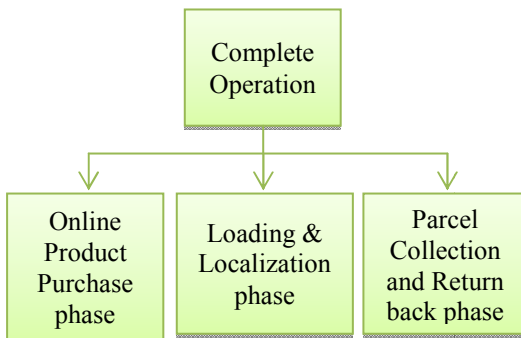 Complete
Operation
Online
Product
Purchase
phase
Loading &
Localization
phase
Parcel
Collection
and Return
back phase